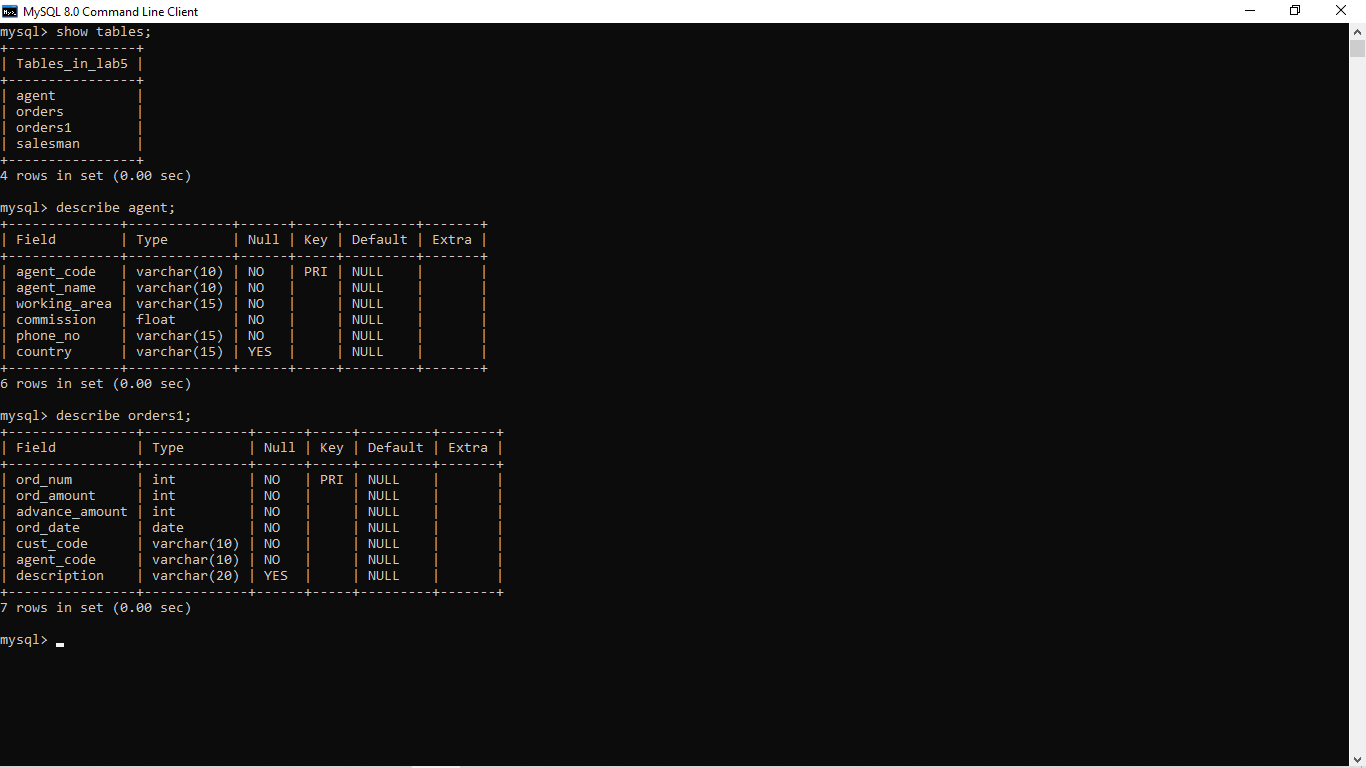 MySQL 8.0 Command Line Client
mysql> show tables;
+----------------+
| Tables_in_lab5 |
+----------------+
| agent          |
| orders         |
| orders1        |
| salesman       |
+----------------+
4 rows in set (0.00 sec)

mysql> describe agent;
+--------------+-------------+------+-----+---------+-------+
| Field        | Type        | Null | Key | Default | Extra |
+--------------+-------------+------+-----+---------+-------+
| agent_code   | varchar(10) | NO   | PRI | NULL    |       |
| agent_name   | varchar(10) | NO   |     | NULL    |       |
| working_area | varchar(15) | NO   |     | NULL    |       |
| commission   | float       | NO   |     | NULL    |       |
| phone_no     | varchar(15) | NO   |     | NULL    |       |
| country      | varchar(15) | YES  |     | NULL    |       |
+--------------+-------------+------+-----+---------+-------+
6 rows in set (0.00 sec)

mysql> describe orders1;
+----------------+-------------+------+-----+---------+-------+
| Field          | Type        | Null | Key | Default | Extra |
+----------------+-------------+------+-----+---------+-------+
| ord_num        | int         | NO   | PRI | NULL    |       |
| ord_amount     | int         | NO   |     | NULL    |       |
| advance_amount | int         | NO   |     | NULL    |       |
| ord_date       | date        | NO   |     | NULL    |       |
| cust_code      | varchar(10) | NO   |     | NULL    |       |
| agent_code     | varchar(10) | NO   |     | NULL    |       |
| description    | varchar(20) | YES  |     | NULL    |       |
+----------------+-------------+------+-----+---------+-------+
7 rows in set (0.00 sec)

mysql>